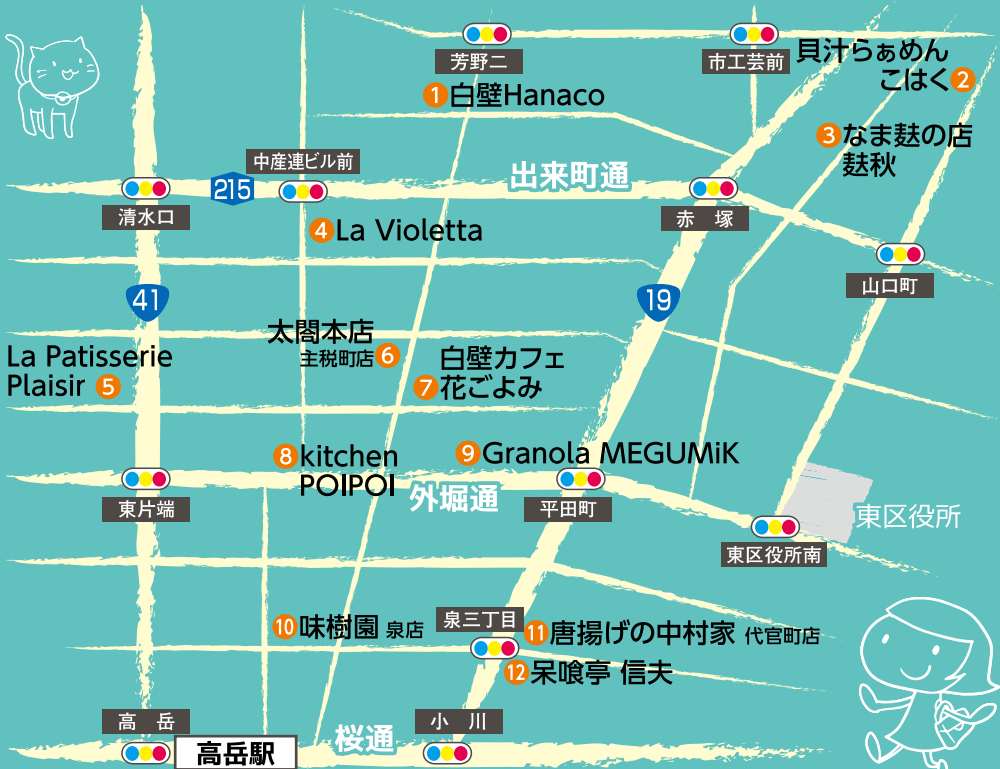 芳野二
市工芸前
貝汁らぁめん
こはく2
1白壁Hanaco
3なま麩の店
麩秋
中産連ビル前
215
出来町通
清水口
赤 塚
4La Violetta
山口町
41
19
太閤本店
主税町店6
La Patisserie
Plaisir 5
白壁カフェ
7花ごよみ
8kitchen
POIPOI
9Granola MEGUMiK
外堀通
東片端
平田町
東区役所
東区役所南
10味樹園 泉店
泉三丁目
11唐揚げの中村家 代官町店
12呆喰亭 信夫
高 岳
小 川
桜通
高岳駅